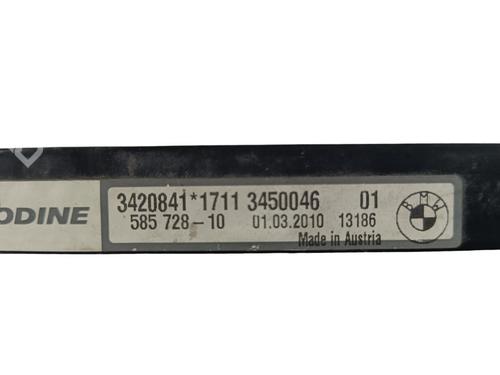 ODINE
3420841*1711 3450046 01
585 728-10 01.03.2010 13186
Made in Austria
BMW